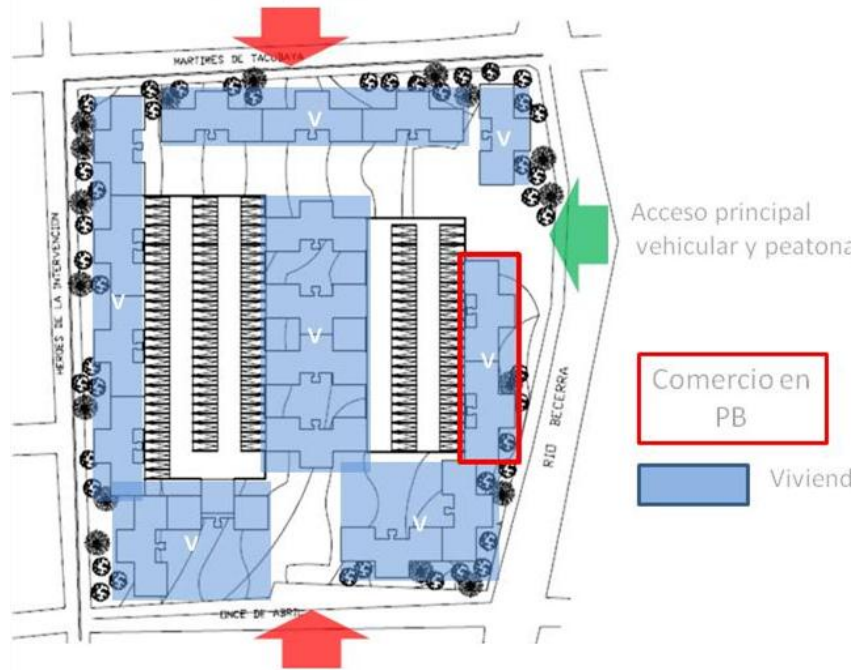 MARTIRES DE TACUBAYA
V
V
HEROES DE LA INTERVENCION
V
V
V
V
V
RIO BECERRA
ONCE DE ABRIL
Acceso principal
vehicular y peatona
Comercio en
PB
Viviend